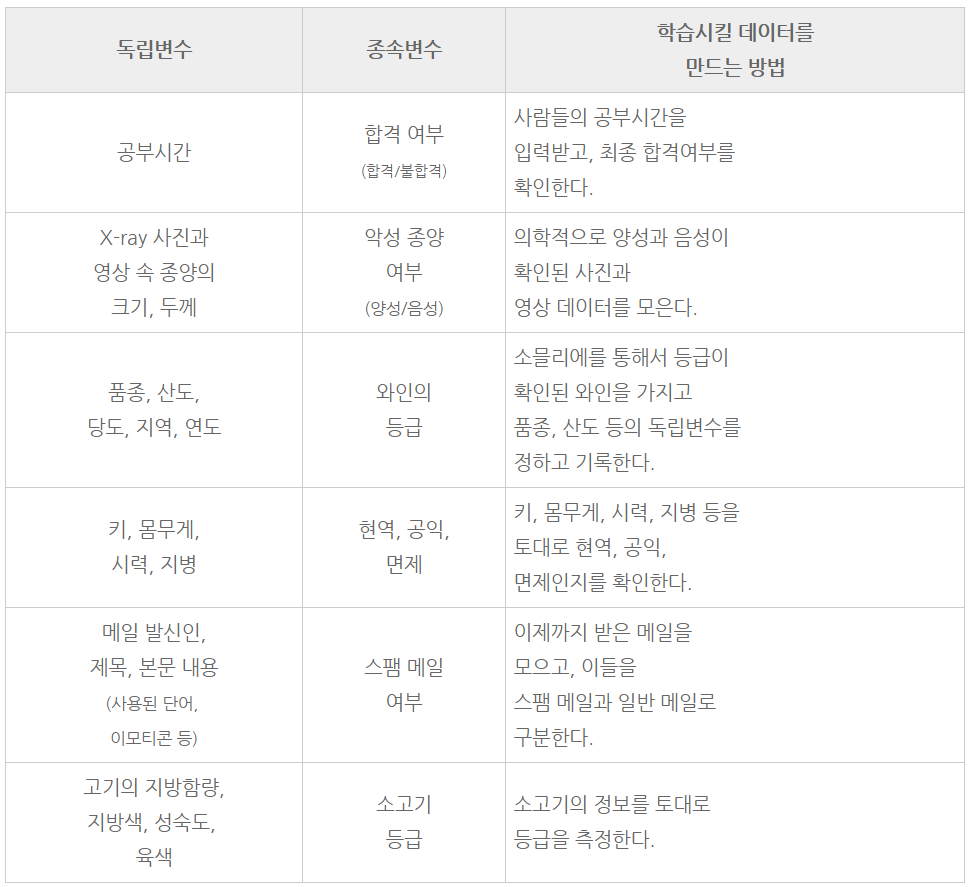 독립변수
종속변수
학습시킬 데이터를
만드는 방법
공부시간
합격 여부
(합격/불합격)
사람들의 공부시간을
입력받고, 최종 합격여부를
확인한다.
X-ray 사진과
영상 속 종양의
크기, 두께
악성 종양
여부
(양성/음성)
의학적으로 양성과 음성이
확인된 사진과
영상 데이터를 모은다.
품종, 산도,
당도, 지역, 연도
와인의
등급
소믈리에를 통해서 등급이
확인된 와인을 가지고
품종, 산도 등의 독립변수를
정하고 기록한다.
키, 몸무게,
시력, 지병
현역, 공익,
면제
키, 몸무게, 시력, 지병 등을
토대로 현역, 공익,
면제인지를 확인한다.
메일 발신인,
제목, 본문 내용
(사용된 단어,
이모티콘 등)
스팸 메일
여부
이제까지 받은 메일을
모으고, 이들을
스팸 메일과 일반 메일로
구분한다.
고기의 지방함량,
지방색, 성숙도,
육색
소고기
등급
소고기의 정보를 토대로
등급을 측정한다.